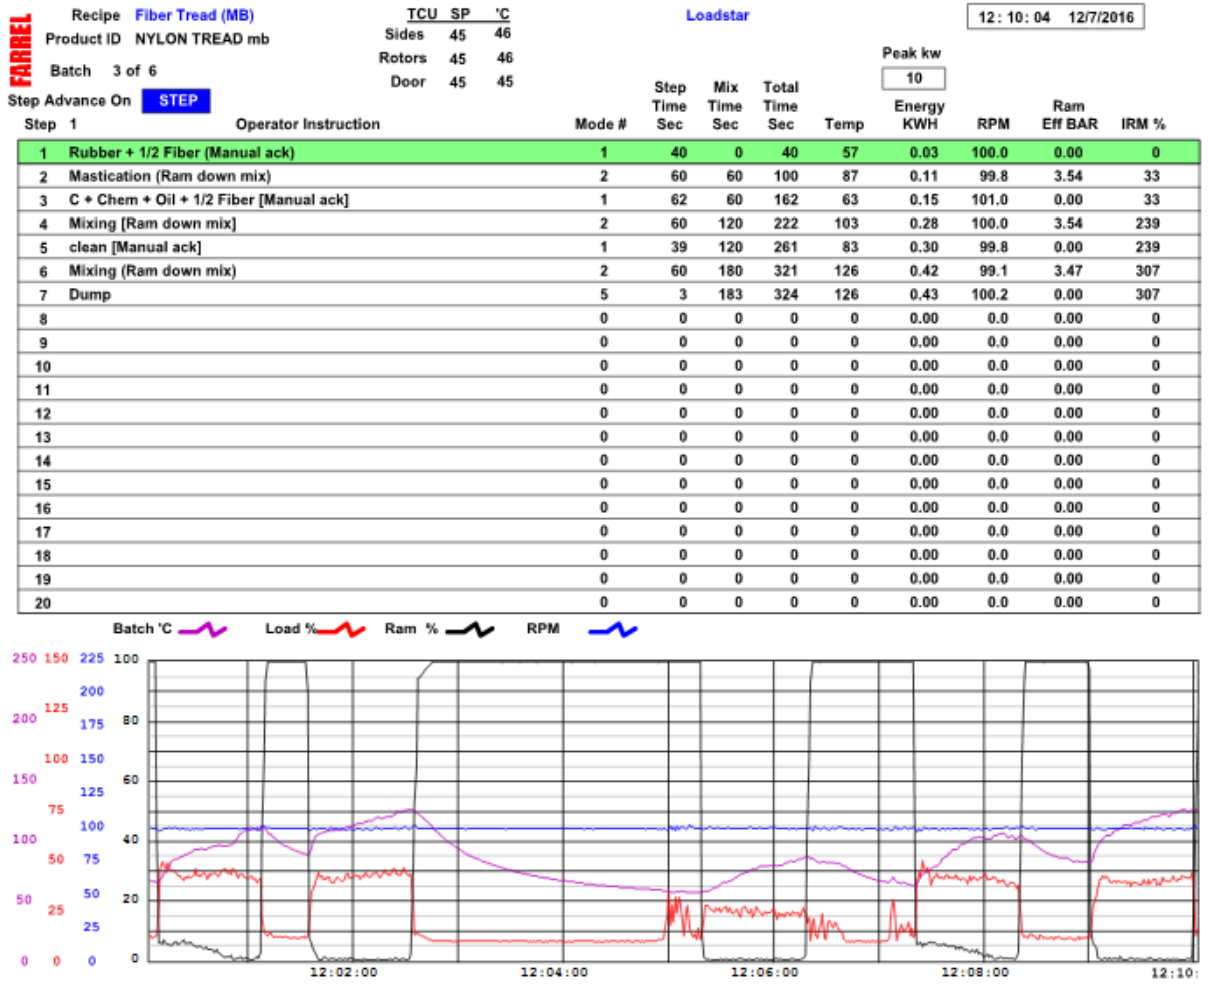 FARREL
Recipe Fiber Tread (MB)
Product ID NYLON TREAD mb
Batch 3 of 6
Step Advance On STEP
TCU SP 'C
Sides 45 46
Rotors 45 46
Door 45 45
Loadstar
12:10:04 12/7/2016
Peak kw
10
Step 1 Operator Instruction Mode # Step Time Sec Mix Time Sec Total Time Sec Temp Energy KWH RPM Ram Eff BAR IRM %
1 Rubber + 1/2 Fiber (Manual ack) 1 40 0 40 57 0.03 100.0 0.00 0
2 Mastication (Ram down mix) 2 60 60 100 87 0.11 99.8 3.54 33
3 C + Chem + Oil + 1/2 Fiber [Manual ack] 1 62 60 162 63 0.15 101.0 0.00 33
4 Mixing [Ram down mix] 2 60 120 222 103 0.28 100.0 3.54 239
5 clean [Manual ack] 1 39 120 261 83 0.30 99.8 0.00 239
6 Mixing (Ram down mix) 2 60 180 321 126 0.42 99.1 3.47 307
7 Dump 5 3 183 324 126 0.43 100.2 0.00 307
8 0 0 0 0 0 0.00 0.0 0.00 0
9 0 0 0 0 0 0.00 0.0 0.00 0
10 0 0 0 0 0 0.00 0.0 0.00 0
11 0 0 0 0 0 0.00 0.0 0.00 0
12 0 0 0 0 0 0.00 0.0 0.00 0
13 0 0 0 0 0 0.00 0.0 0.00 0
14 0 0 0 0 0 0.00 0.0 0.00 0
15 0 0 0 0 0 0.00 0.0 0.00 0
16 0 0 0 0 0 0.00 0.0 0.00 0
17 0 0 0 0 0 0.00 0.0 0.00 0
18 0 0 0 0 0 0.00 0.0 0.00 0
19 0 0 0 0 0 0.00 0.0 0.00 0
20 0 0 0 0 0 0.00 0.0 0.00 0
Batch 'C Load % Ram % RPM
250 150 225 100
200
200 125 175 80
100 150
150 125 60
75 100
100 40
50 75
50 50 20
25 25
0 0 0 0
12:02:00 12:04:00 12:06:00 12:08:00 12:10: